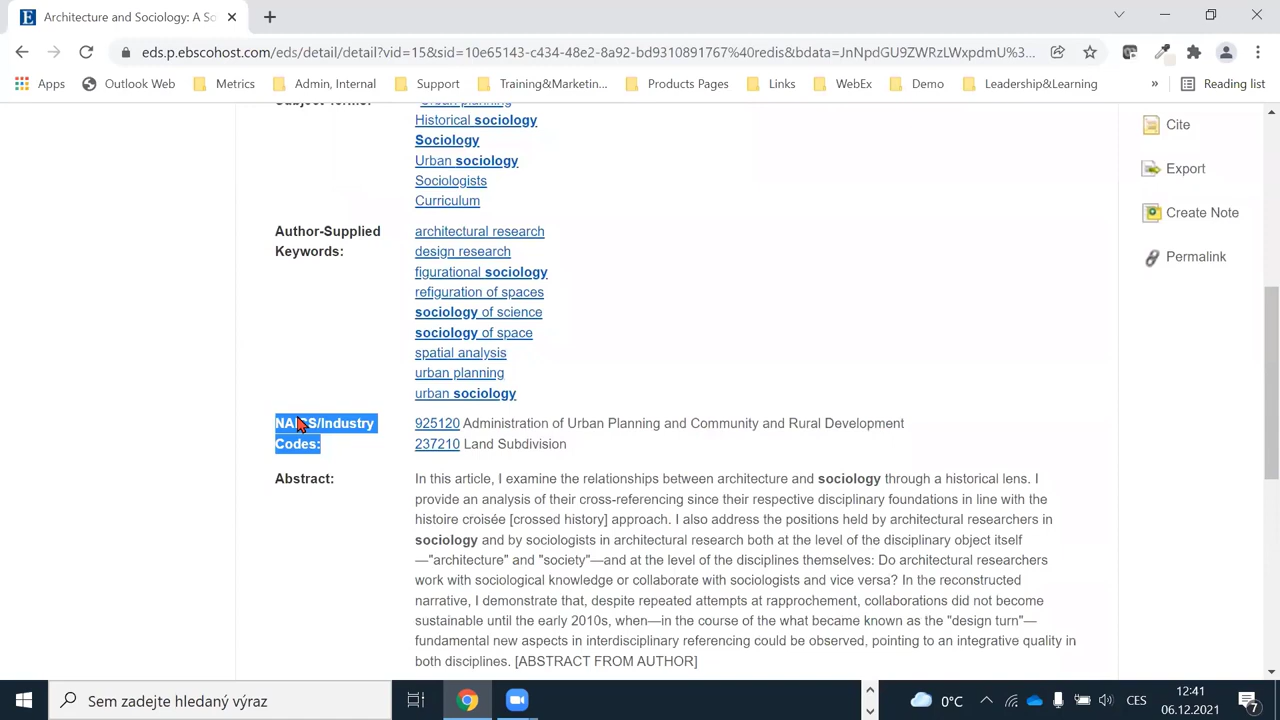 Architecture and Sociology: A So
eds.p.ebscohost.com/eds/detail/detail?vid=15&sid=10e65143-c434-48e2-8a92-bd9310891767%40redis&bdata=JnNpdGU9ZWRzLWxpdmU%3...
Apps
Outlook Web
Metrics
Admin, Internal
Support
Training&Marketin...
Products Pages
Links
WebEx
Demo
Leadership&Learning
»
Reading list
Subject Terms:
Urban planning
Historical sociology
Sociology
Urban sociology
Sociologists
Curriculum
Author-Supplied
Keywords:
architectural research
design research
figurational sociology
refiguration of spaces
sociology of science
sociology of space
spatial analysis
urban planning
urban sociology
NAICS/Industry
Codes:
925120 Administration of Urban Planning and Community and Rural Development
237210 Land Subdivision
Abstract:
In this article, I examine the relationships between architecture and sociology through a historical lens. I
provide an analysis of their cross-referencing since their respective disciplinary foundations in line with the
histoire croisée [crossed history] approach. I also address the positions held by architectural researchers in
sociology and by sociologists in architectural research both at the level of the disciplinary object itself
—"architecture" and "society"—and at the level of the disciplines themselves: Do architectural researchers
work with sociological knowledge or collaborate with sociologists and vice versa? In the reconstructed
narrative, I demonstrate that, despite repeated attempts at rapprochement, collaborations did not become
sustainable until the early 2010s, when—in the course of the what became known as the "design turn"—
fundamental new aspects in interdisciplinary referencing could be observed, pointing to an integrative quality in
both disciplines. [ABSTRACT FROM AUTHOR]
Cite
Export
Create Note
Permalink
Sem zadejte hledaný výraz
0°C
CES
12:41
06.12.2021
7